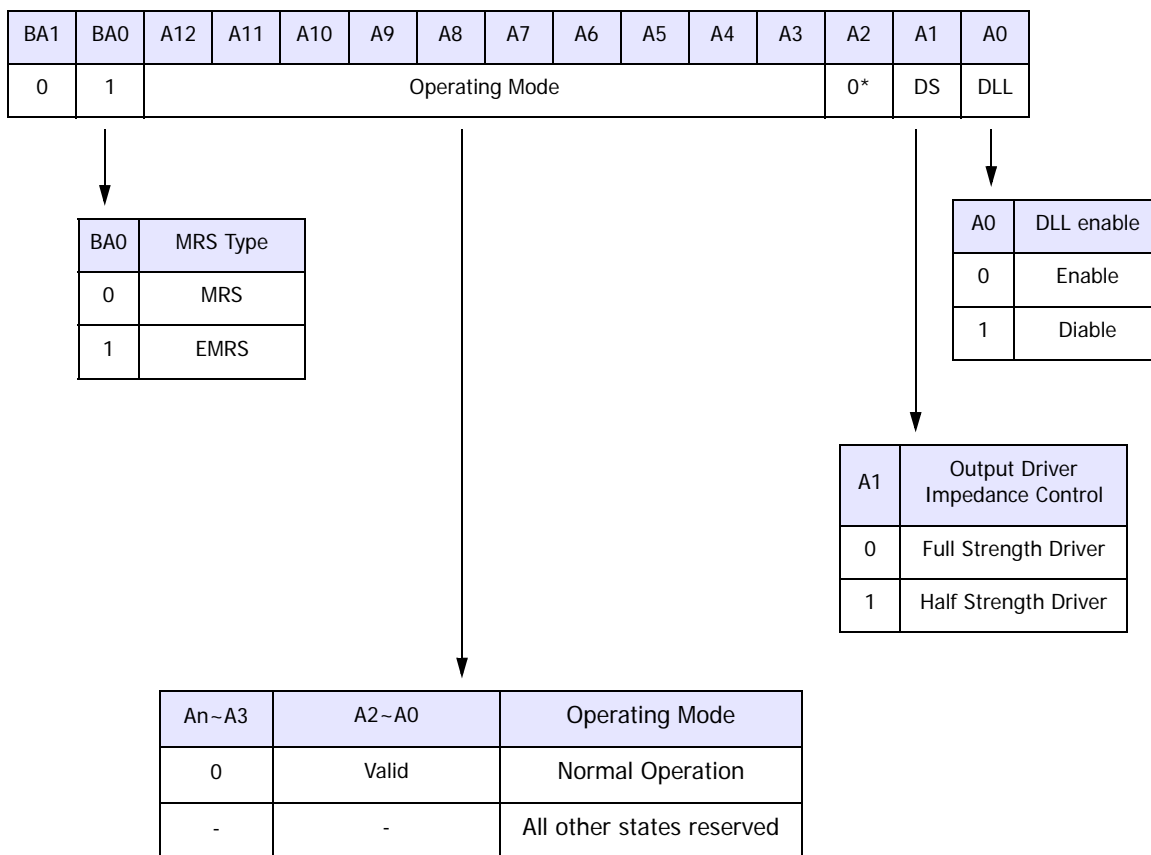 BA1 BA0 A12 A11 A10 A9 A8 A7 A6 A5 A4 A3 A2 A1 A0
0 1 Operating Mode 0* DS DLL
BA0 MRS Type
0 MRS
1 EMRS
A0 DLL enable
0 Enable
1 Diable
A1 Output Driver
Impedance Control
0 Full Strength Driver
1 Half Strength Driver
An~A3 A2~A0 Operating Mode
0 Valid Normal Operation
- - All other states reserved